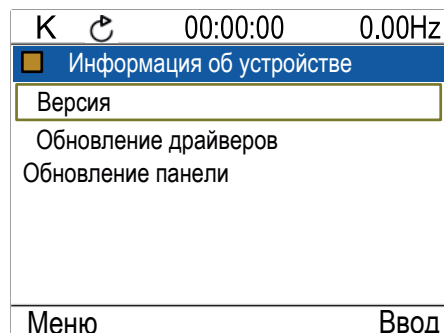 K 00:00:00 0.00Hz
Информация об устройстве
Версия
Обновление драйверов
Обновление панели
Меню Ввод